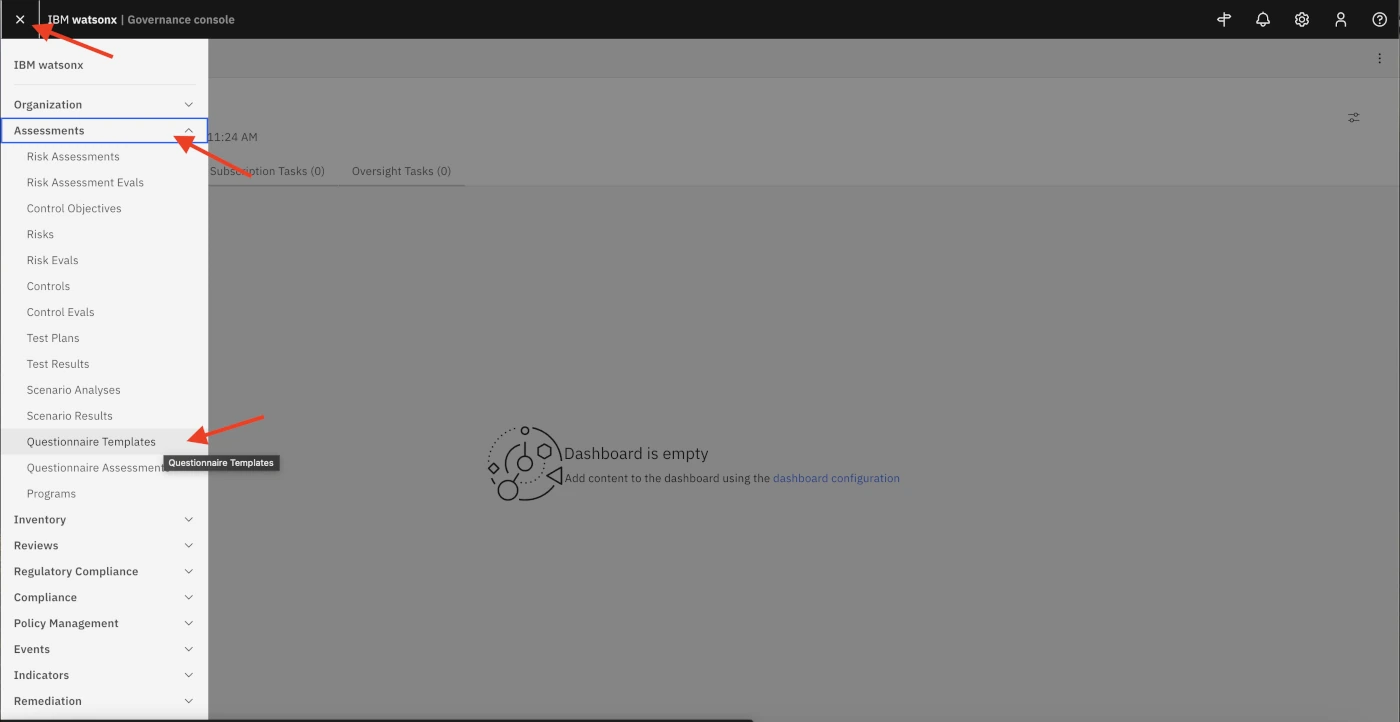 IBM watsonx | Governance console
IBM watsonx
Organization
Assessments
Risk Assessments
Risk Assessment Evals
Control Objectives
Risks
Risk Evals
Controls
Control Evals
Test Plans
Test Results
Scenario Analyses
Scenario Results
Questionnaire Templates
Questionnaire Assessment
Questionnaire Templates
Programs
Inventory
Reviews
Regulatory Compliance
Compliance
Policy Management
Events
Indicators
Remediation
11:24 AM
Subscription Tasks (0)
Oversight Tasks (0)
Dashboard is empty
Add content to the dashboard using the dashboard configuration